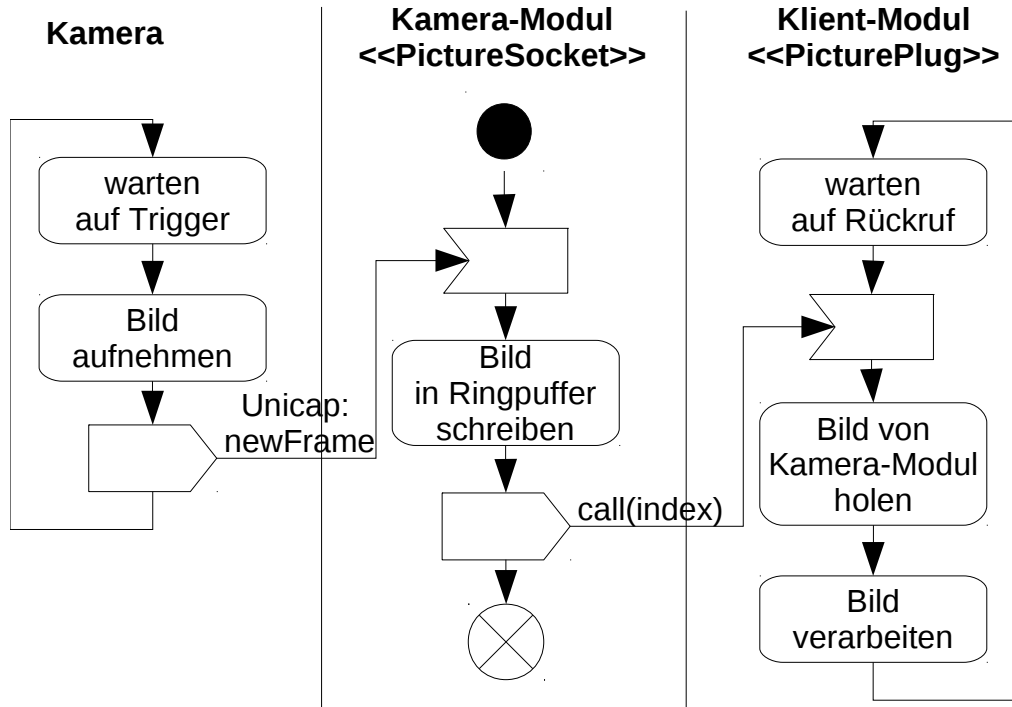 Kamera
warten
auf Trigger
Bild
aufnehmen
Unicap:
newFrame
Kamera-Modul
<<PictureSocket>>
Bild
in Ringpuffer
schreiben
call(index)
Klient-Modul
<<PicturePlug>>
warten
auf Rückruf
Bild von
Kamera-Modul
holen
Bild
verarbeiten